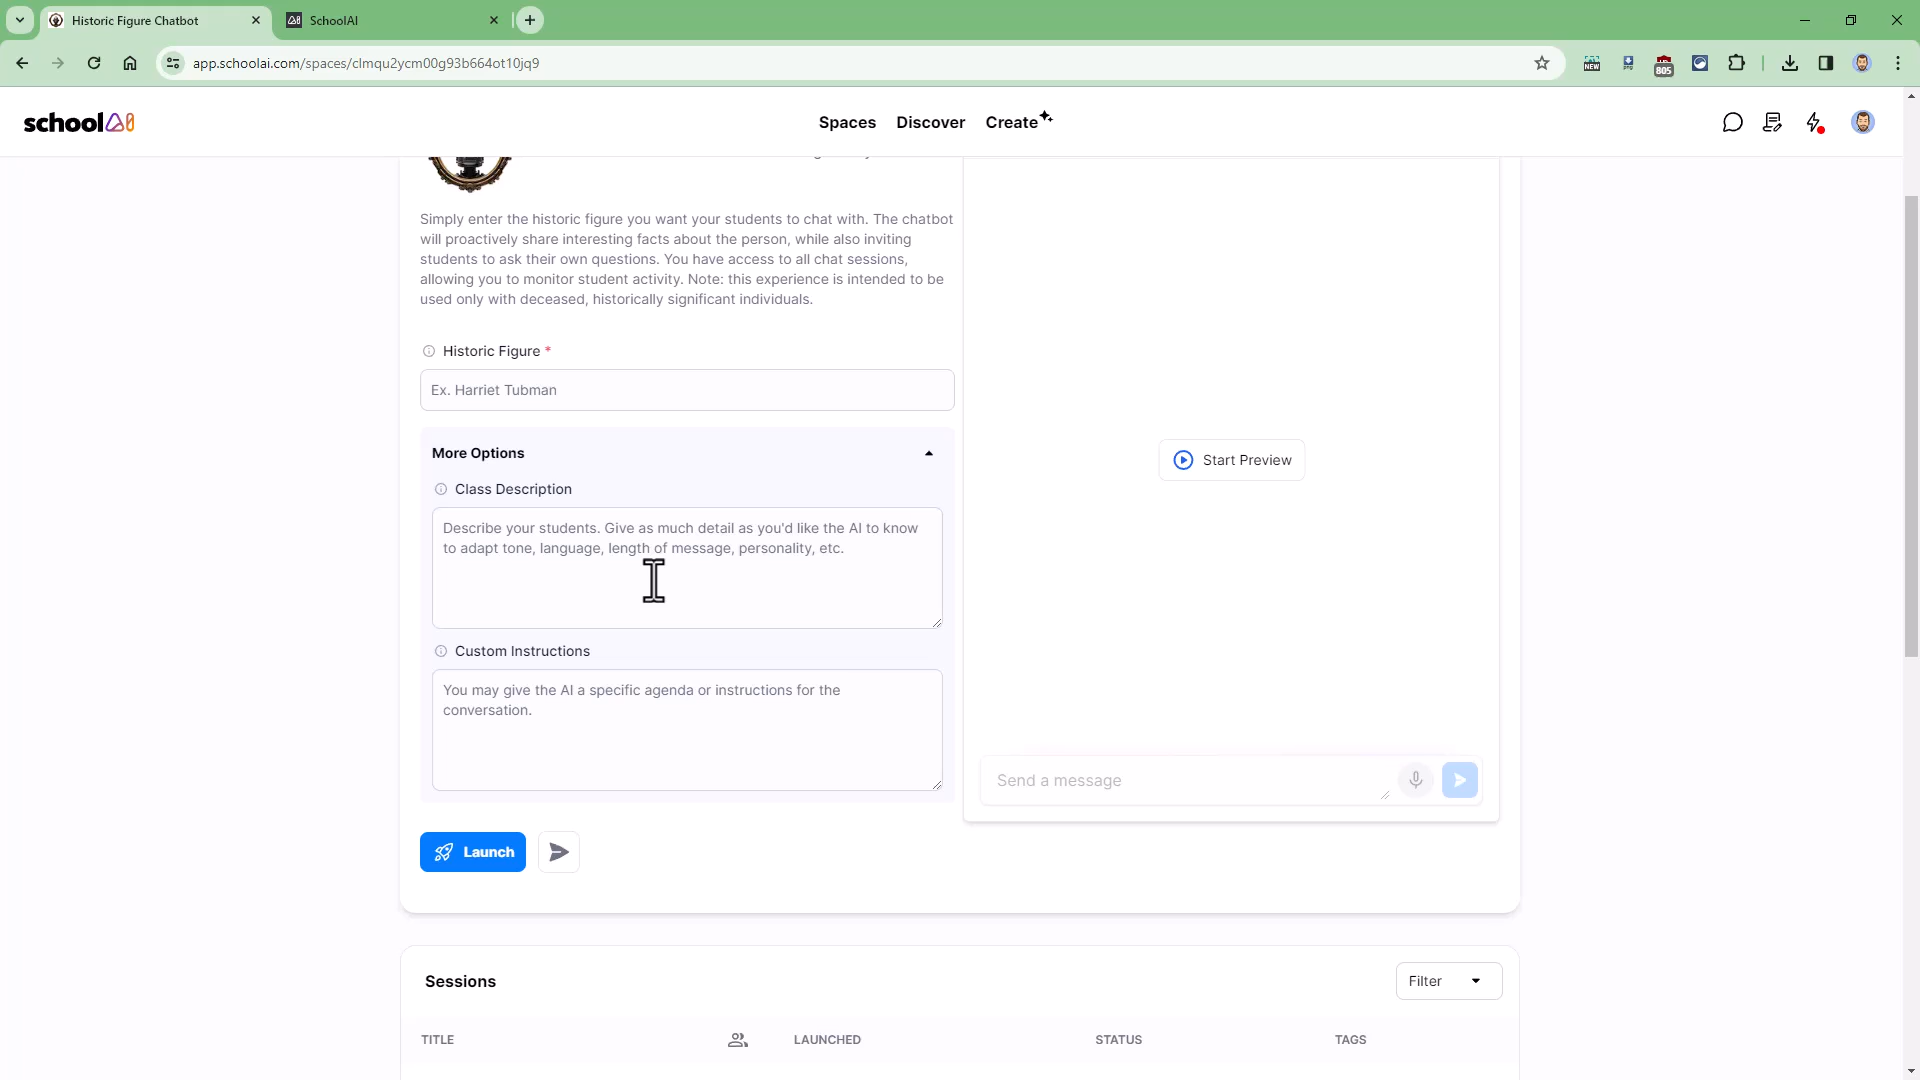 Historic Figure Chatbot
SchoolAI
app.schoolai.com/spaces/clmqu2ycm00g93b664ot10jq9
NEW
805
schoolAI
Spaces
Discover
Create
Simply enter the historic figure you want your students to chat with. The chatbot
will proactively share interesting facts about the person, while also inviting
students to ask their own questions. You have access to all chat sessions,
allowing you to monitor student activity. Note: this experience is intended to be
used only with deceased, historically significant individuals.
Historic Figure *
Ex. Harriet Tubman
More Options
Class Description
Describe your students. Give as much detail as you'd like the AI to know
to adapt tone, language, length of message, personality, etc.
Custom Instructions
You may give the AI a specific agenda or instructions for the
conversation.
Launch
Start Preview
Send a message
Sessions
Filter
TITLE
LAUNCHED
STATUS
TAGS